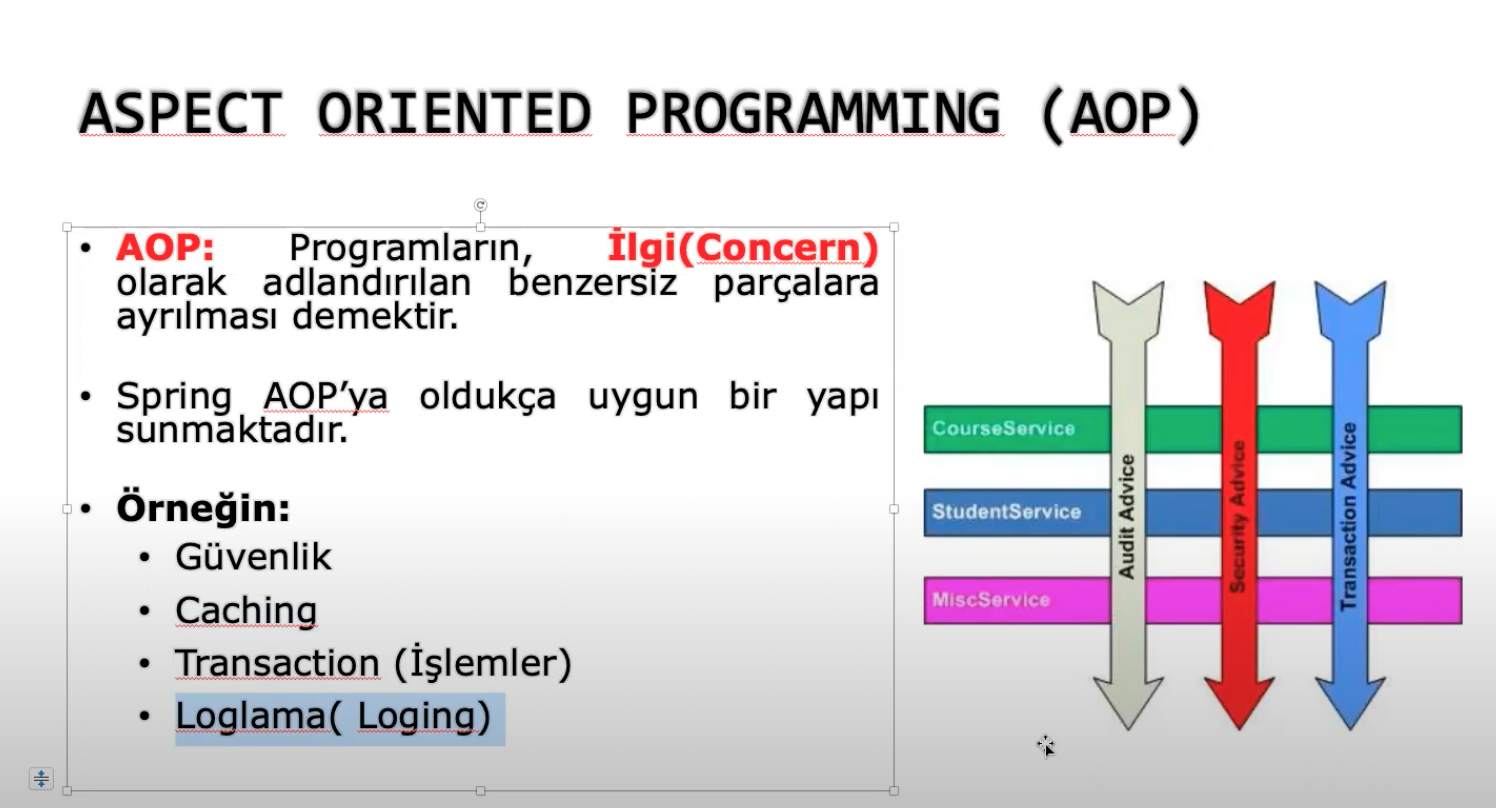 ASPECT ORIENTED PROGRAMMING (AOP)
• AOP: Programların, İlgi(Concern)
olarak adlandırılan benzersiz parçalara
ayrılması demektir.
• Spring AOP’ya oldukça uygun bir yapı
sunmaktadır.
• Örneğin:
• Güvenlik
• Caching
• Transaction (İşlemler)
• Loglama( Loging)
CourseService
StudentService
MiscService
Audit Advice
Security Advice
Transaction Advice